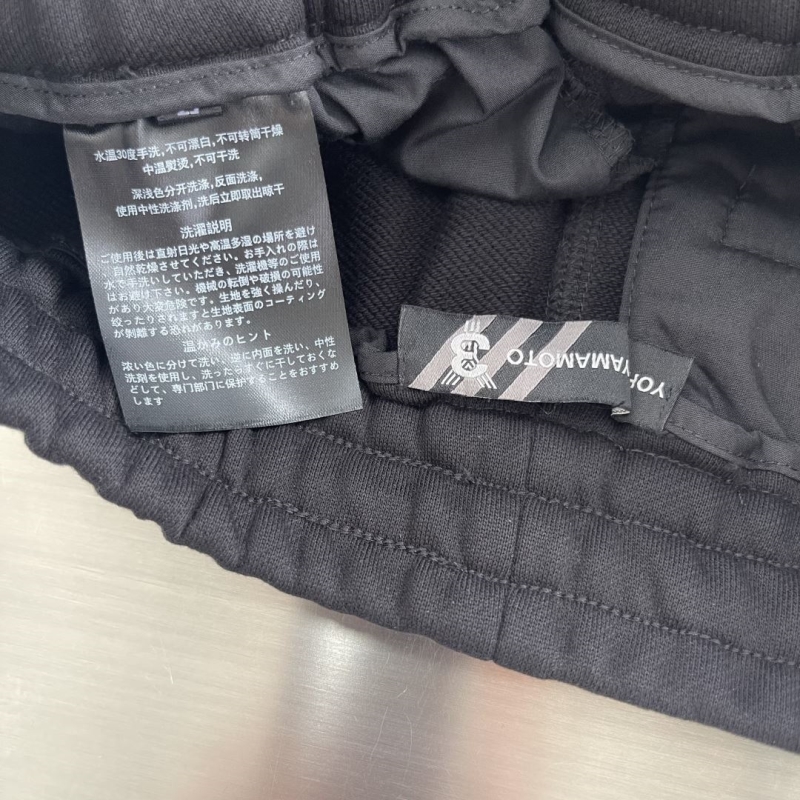 水温30度手洗,不可漂白,不可转筒干燥
中温熨烫,不可干洗
深浅色分开洗涤,反面洗涤,
使用中性洗涤剂,洗后立即取出晾干
洗濯説明
ご使用後は直射日光や高温多湿の場所を避け
,自然乾燥させてください。お手入れの際は
水で手洗いしていただき、洗濯機等のご使用
はお避け下さい。機械の転倒や破損の可能性
があり大変危険です。生地を強く揉んだり、
絞ったりされますと生地表面のコーティング
が剥離する恐れがあります。
温かみのヒント
濃い色に分けて洗い、逆に内面を洗い、中性
洗剤を使用し、洗ったらすぐに干しておくな
どして、専門部門に保護することをおすすめ
します
YOHJI YAMAMOTO